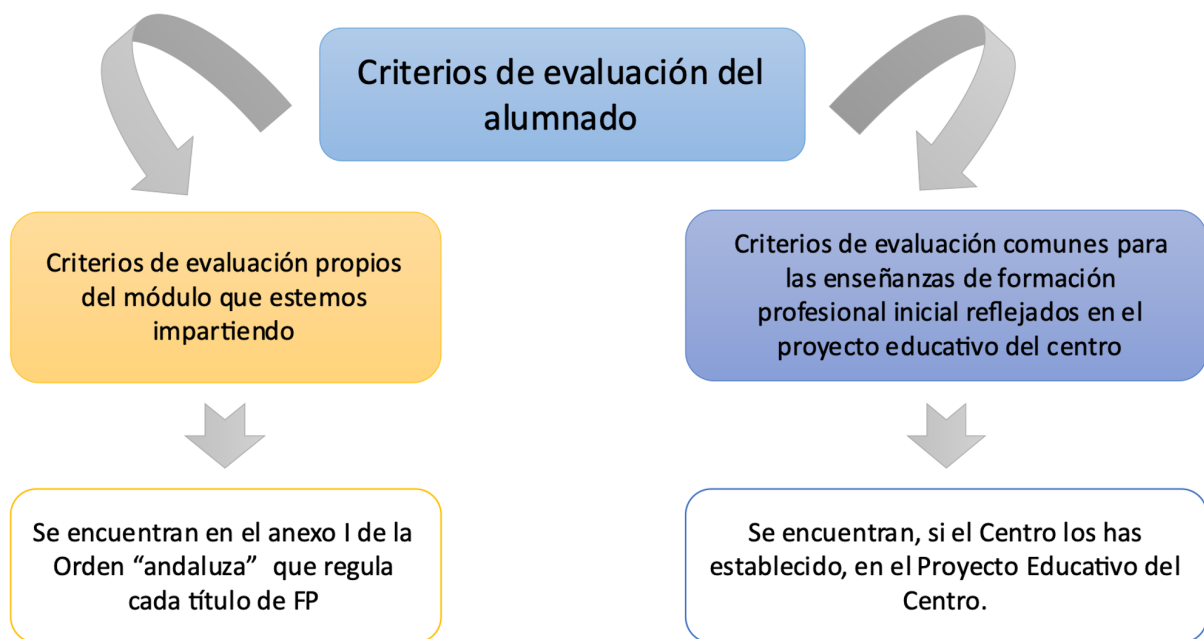 Criterios de evaluación del
alumnado
Criterios de evaluación propios
del módulo que estemos
impartiendo
Criterios de evaluación comunes para
las enseñanzas de formación
profesional inicial reflejados en el
proyecto educativo del centro
Se encuentran en el anexo I de la
Orden “andaluza” que regula
cada título de FP
Se encuentran, si el Centro los has
establecido, en el Proyecto Educativo del
Centro.